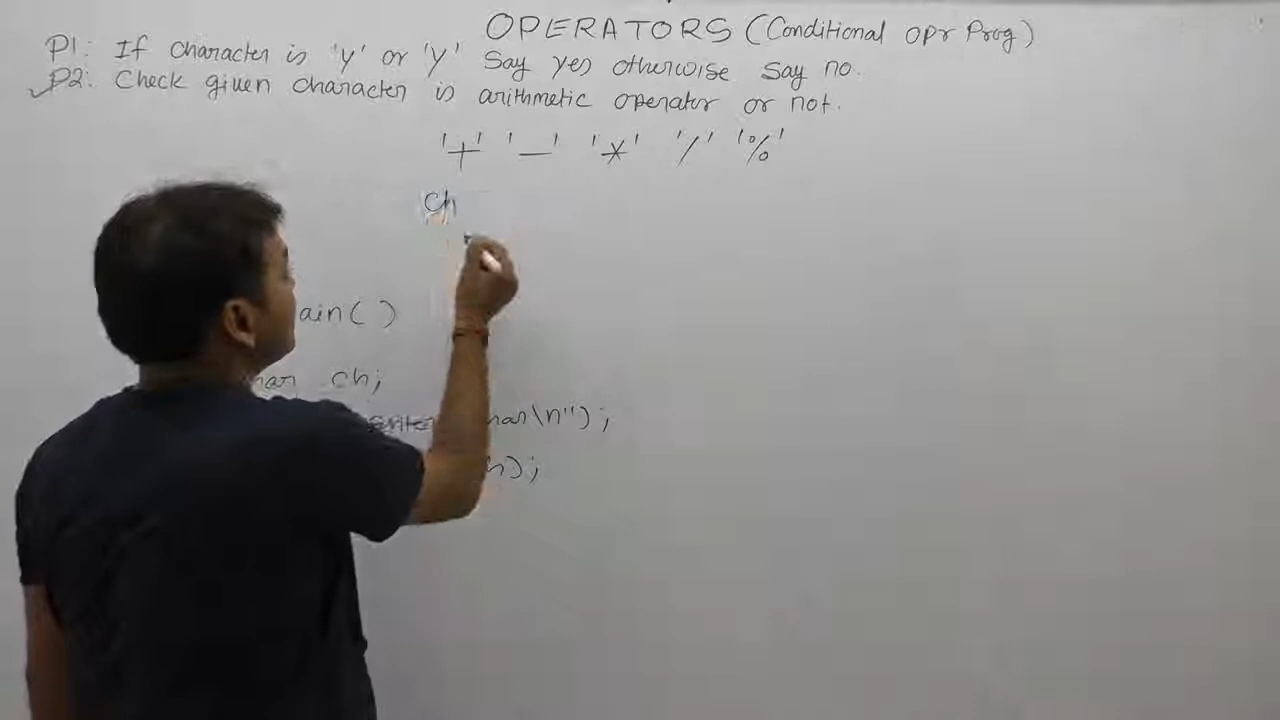 OPERATORS (Conditional opr Prog)
P1: If character is 'y' or 'y' Say yes otherwise say no.
P2: Check given character is arithmetic operator or not.
'+' '-' '*' '/' '%'
Ch
ain( )
ch;
har\n");
h);